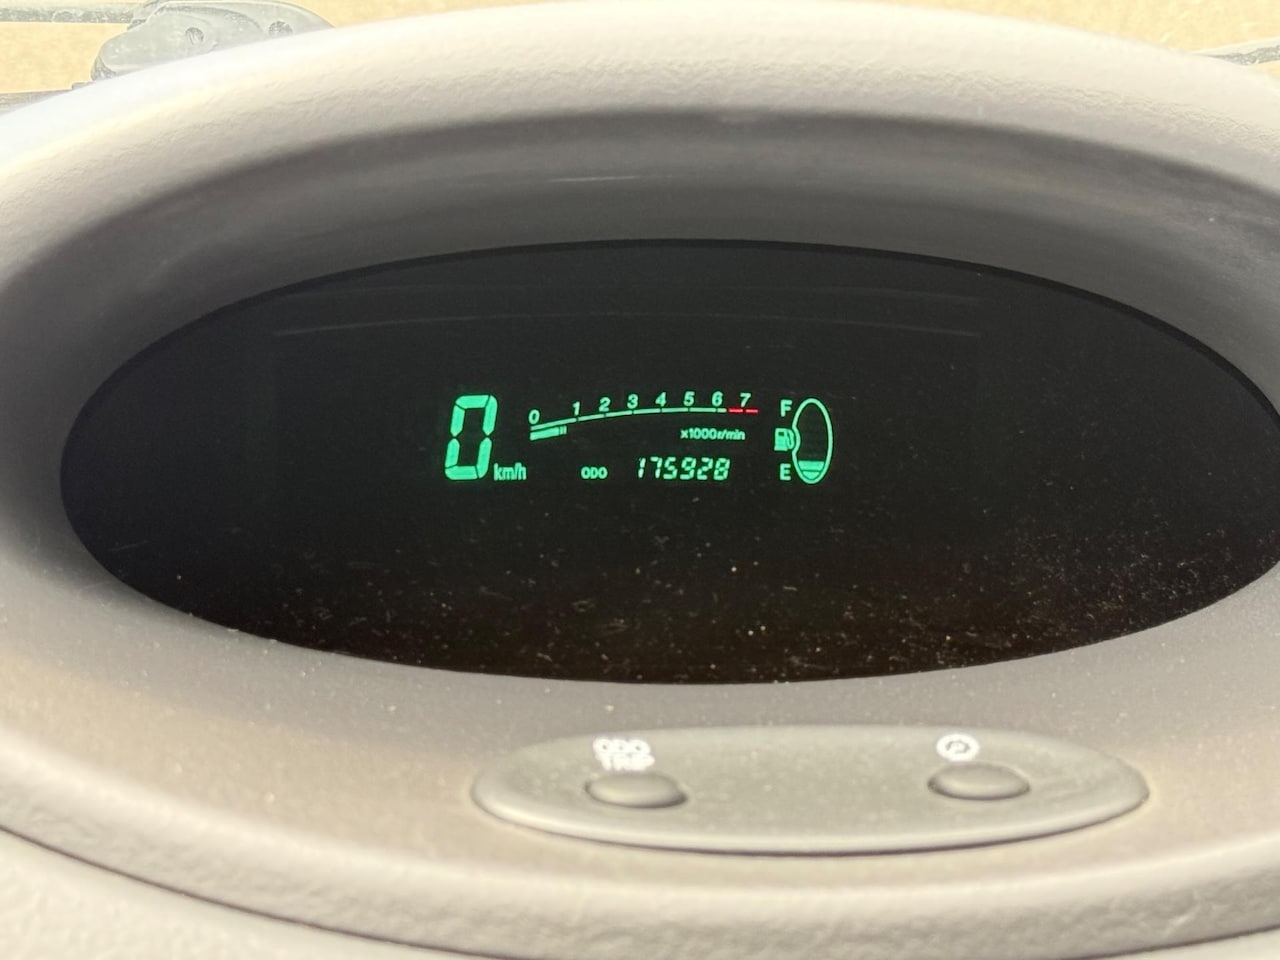 0 km/h
0 1 2 3 4 5 6 7
x1000r/min
ODO 175928
F
E
ODO
TRIP